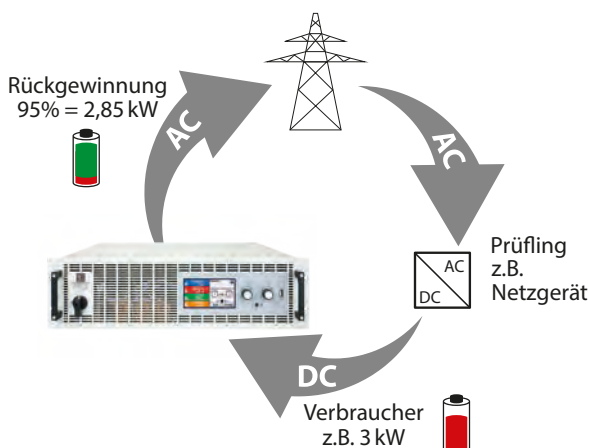 Rückgewinnung
95% = 2,85 kW
AC
AC
Prüfling
z.B.
Netzgerät
AC
DC
DC
Verbraucher
z.B. 3 kW